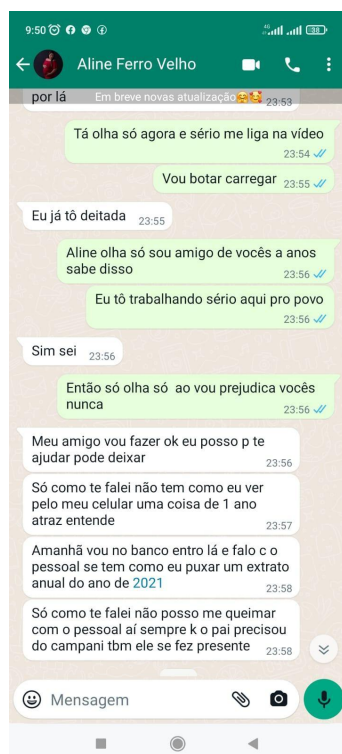 9:50
4G
38
Aline Ferro Velho
por lá
Em breve novas atualização
23:53
Tá olha só agora e sério me liga na vídeo
23:54
Vou botar carregar 23:55
Eu já tô deitada 23:55
Aline olha só sou amigo de vocês a anos
sabe disso
23:56
Eu tô trabalhando sério aqui pro povo
23:56
Sim sei 23:56
Então só olha só ao vou prejudica vocês
nunca
23:56
Meu amigo vou fazer ok eu posso p te
ajudar pode deixar
23:56
Só como te falei não tem como eu ver
pelo meu celular uma coisa de 1 ano
atraz entende
23:57
Amanhã vou no banco entro lá e falo c o
pessoal se tem como eu puxar um extrato
anual do ano de 2021
23:58
Só como te falei não posso me queimar
com o pessoal aí sempre k o pai precisou
do campani tbm ele se fez presente 23:58
Mensagem